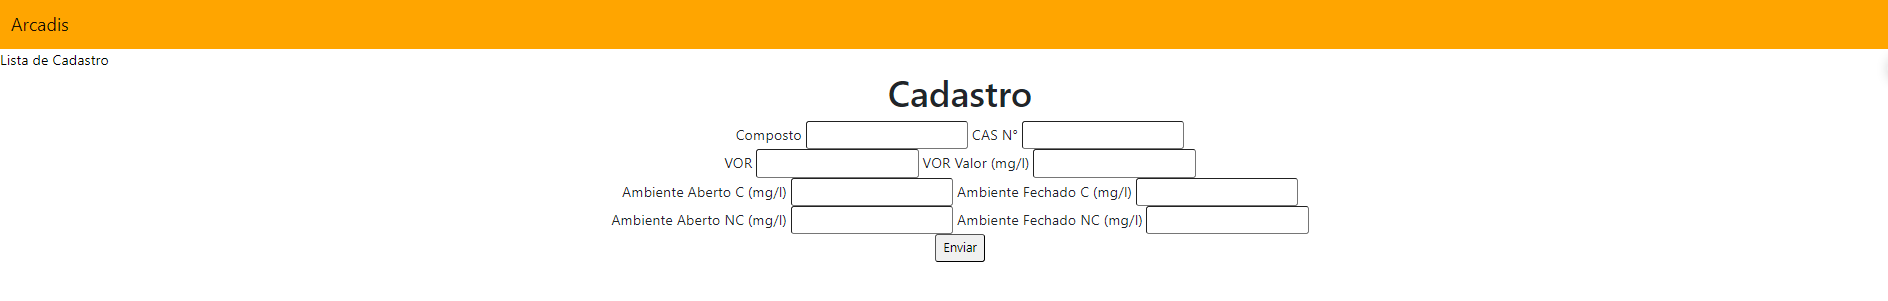 Arcadis
Lista de Cadastro
Cadastro
Composto CAS N°
VOR VOR Valor (mg/l)
Ambiente Aberto C (mg/l) Ambiente Fechado C (mg/l)
Ambiente Aberto NC (mg/l) Ambiente Fechado NC (mg/l)
Enviar